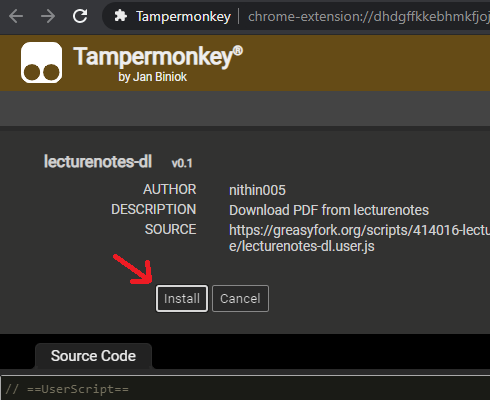 Tampermonkey | chrome-extension://dhdgffkkebhmkfjoj
Tampermonkey®
by Jan Biniok
lecturenotes-dl v0.1
AUTHOR nithin005
DESCRIPTION Download PDF from lecturenotes
SOURCE https://greasyfork.org/scripts/414016-lectu
e/lecturenotes-dl.user.js
Install Cancel
Source Code
// ==UserScript==